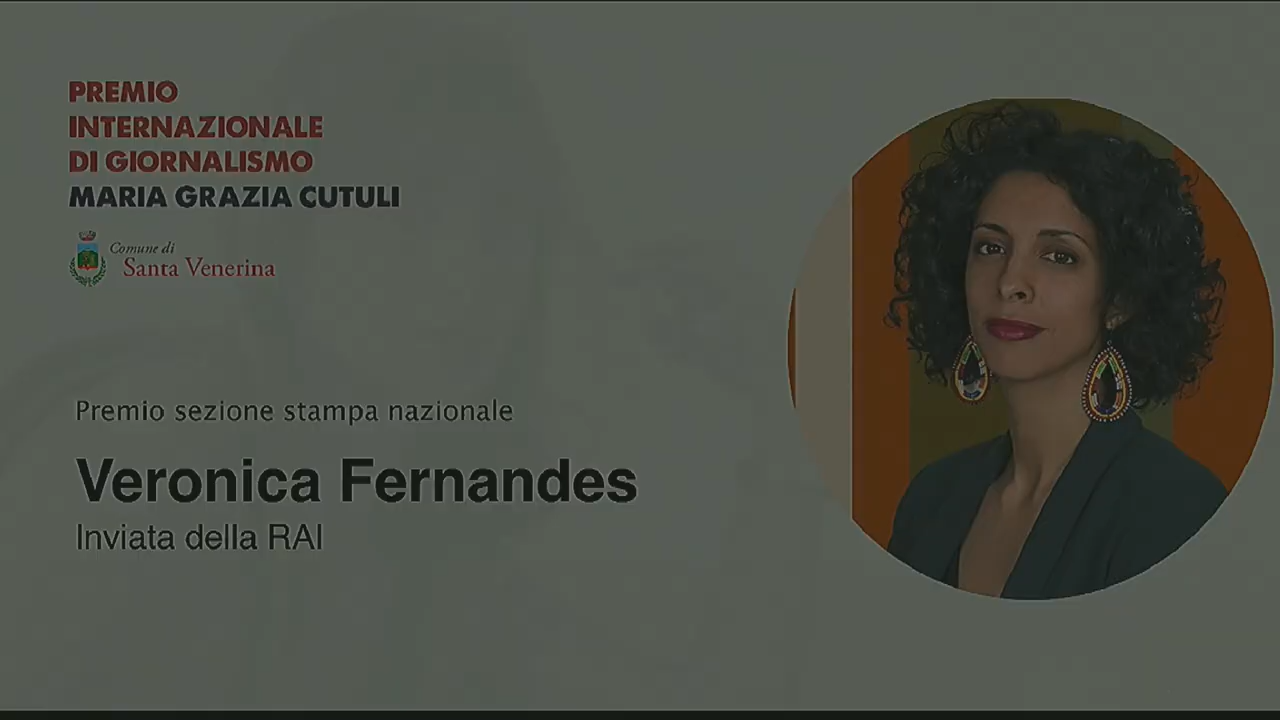 PREMIO
INTERNAZIONALE
DI GIORNALISMO
MARIA GRAZIA CUTULI
Comune di
Santa Venerina
Premio sezione stampa nazionale
Veronica Fernandes
Inviata della RAI